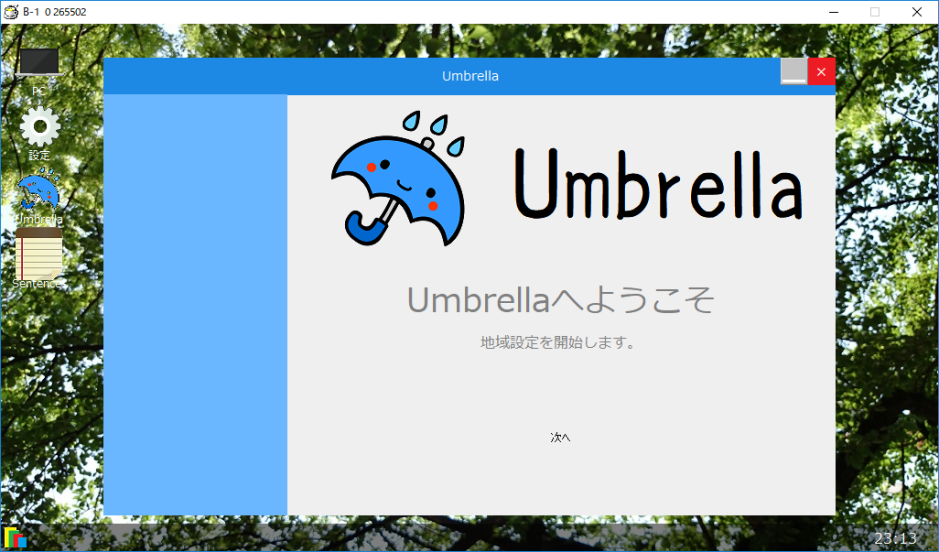 B-1 0 265502
PC
設定
Umbrella
Sentence
Umbrella
Umbrella
Umbrellaへようこそ
地域設定を開始します。
次へ
23:13